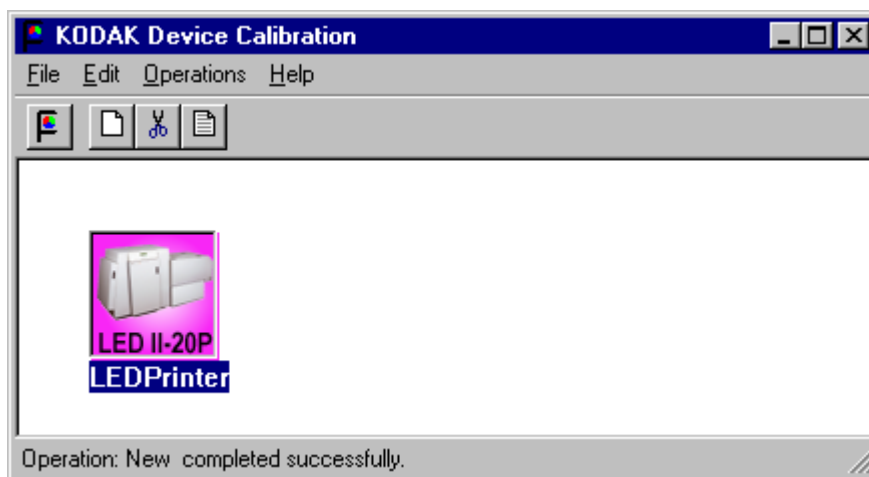 KODAK Device Calibration
File Edit Operations Help
LED II-20P
LEDPrinter
Operation: New  completed successfully.